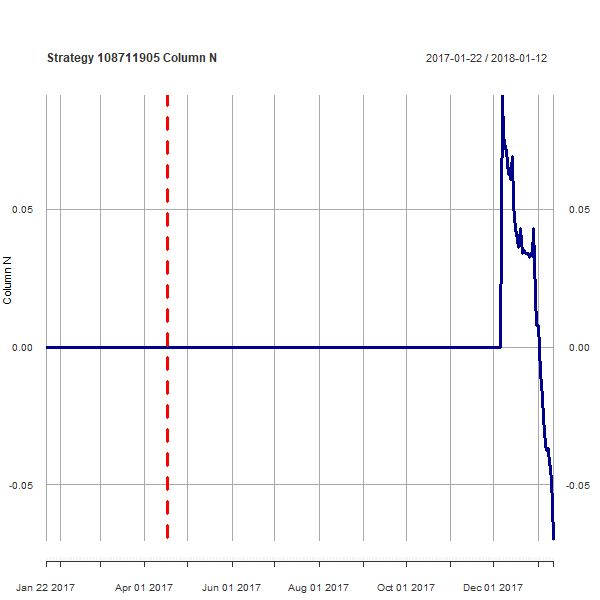 Strategy 108711905 Column N
2017-01-22 / 2018-01-12
0.05
0.05
Column N
0.00
0.00
-0.05
-0.05
Jan 22 2017
Apr 01 2017
Jun 01 2017
Aug 01 2017
Oct 01 2017
Dec 01 2017